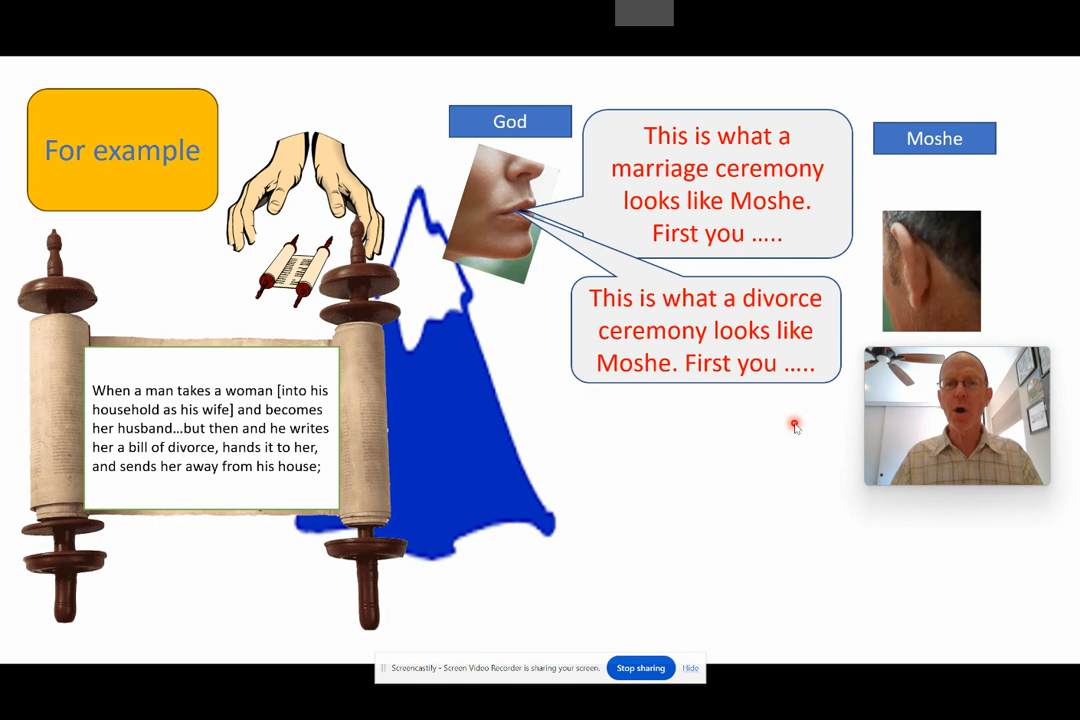 For example
God
This is what a
marriage ceremony
looks like Moshe.
First you …..
Moshe
This is what a divorce
ceremony looks like
Moshe. First you …..
When a man takes a woman [into his
household as his wife] and becomes
her husband…but then and he writes
her a bill of divorce, hands it to her,
and sends her away from his house;
Screencastify - Screen Video Recorder is sharing your screen.
Stop sharing
Hide